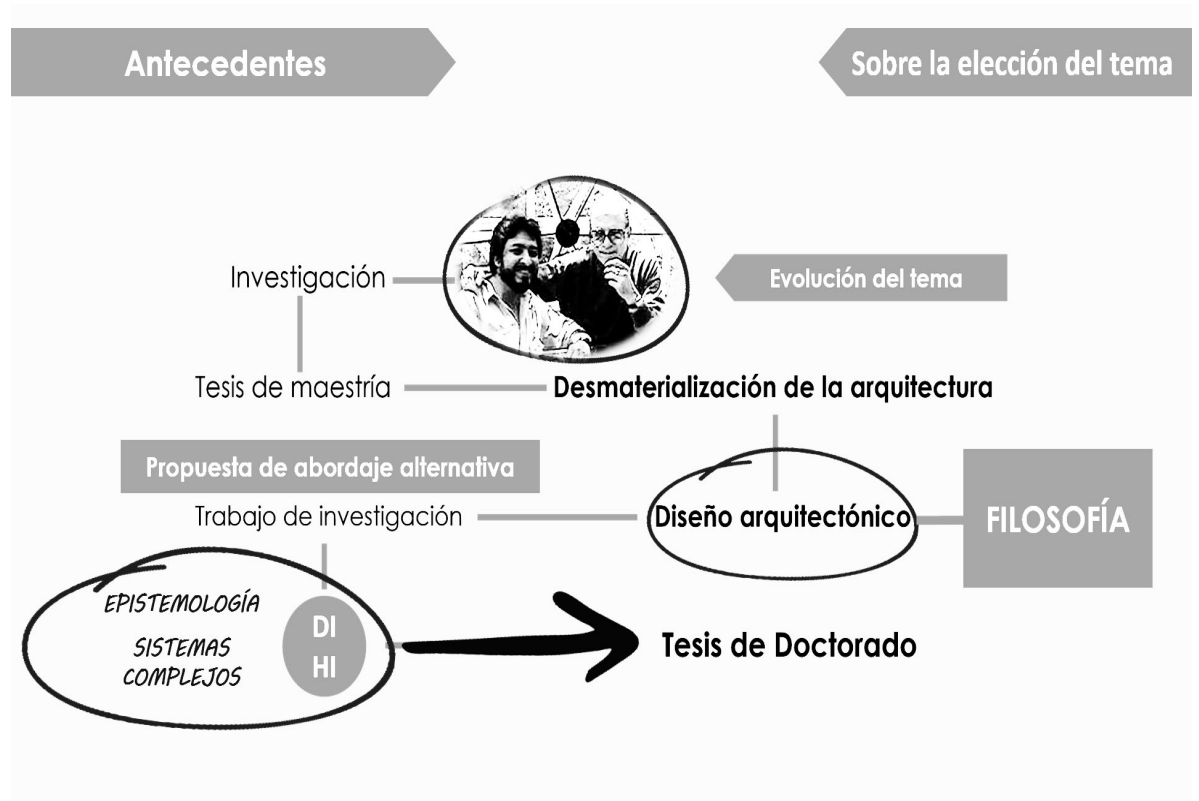 Antecedentes
Sobre la elección del tema
Investigación
Evolución del tema
Tesis de maestría
Desmaterialización de la arquitectura
Propuesta de abordaje alternativa
Trabajo de investigación
Diseño arquitectónico
FILOSOFÍA
EPISTEMOLOGÍA
SISTEMAS
COMPLEJOS
DI
HI
Tesis de Doctorado